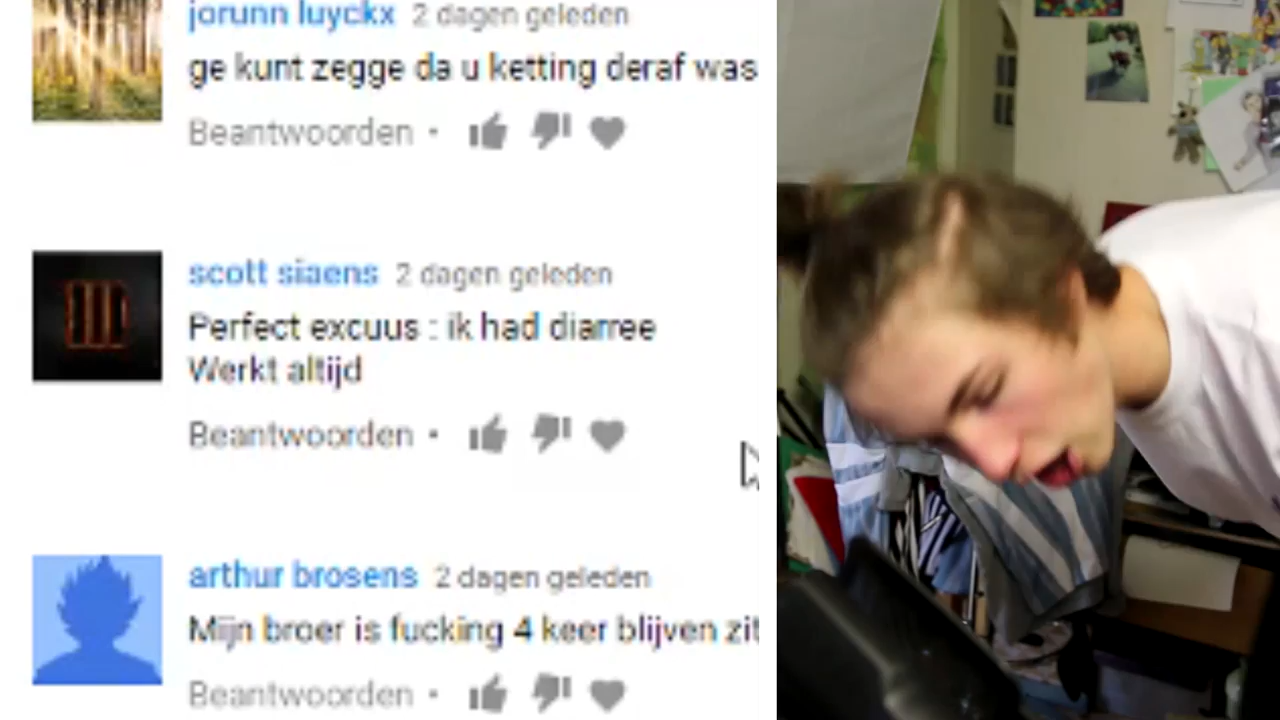 jorunn luyckx 2 dagen geleden
ge kunt zegge da u ketting deraf was
Beantwoorden •
scott siaens 2 dagen geleden
Perfect excuus : ik had diarree
Werkt altijd
Beantwoorden •
arthur brosens 2 dagen geleden
Mijn broer is fucking 4 keer blijven zit
Beantwoorden •